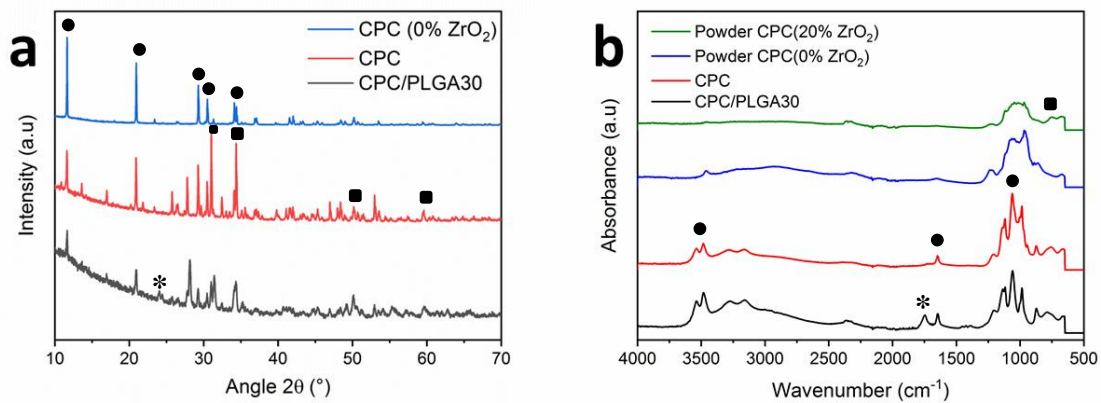 a
CPC (0% ZrO₂)
CPC
CPC/PLGA30
*
Intensity (a.u)
10 20 30 40 50 60 70
Angle 2θ (°)
b
Powder CPC(20% ZrO₂)
Powder CPC(0% ZrO₂)
CPC
CPC/PLGA30
*
Absorbance (a.u)
4000 3500 3000 2500 2000 1500 1000 500
Wavenumber (cm⁻¹)